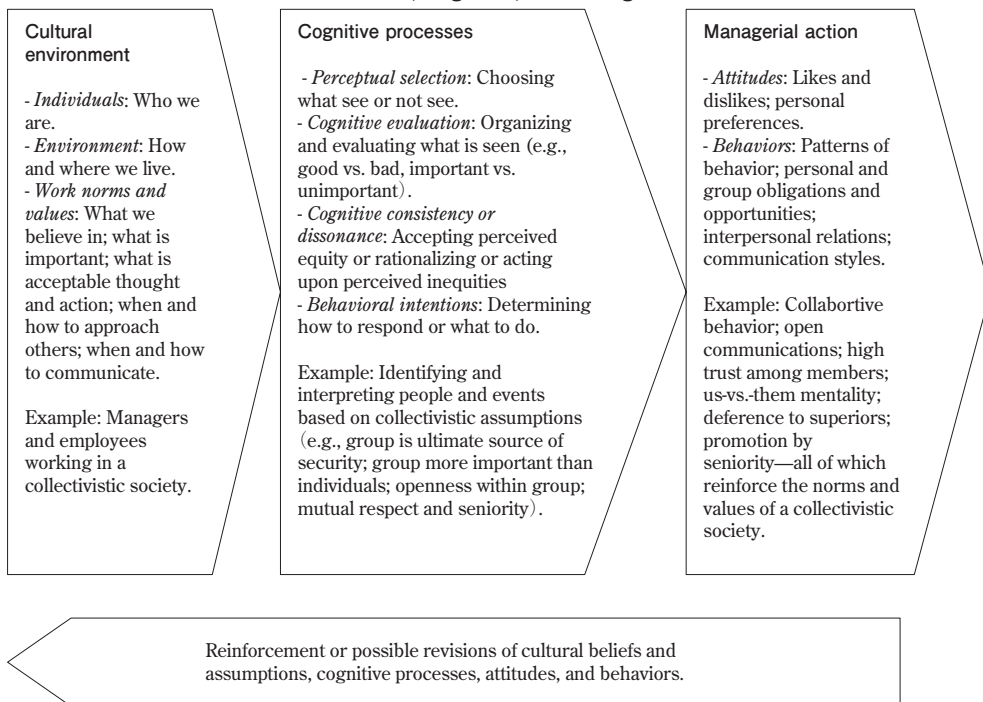 Cultural
environment
- Individuals: Who we
are.
- Environment: How
and where we live.
- Work norms and
values: What we
believe in; what is
important; what is
acceptable thought
and action; when and
how to approach
others; when and how
to communicate.
Example: Managers
and employees
working in a
collectivistic society.
Cognitive processes
- Perceptual selection: Choosing
what see or not see.
- Cognitive evaluation: Organizing
and evaluating what is seen (e.g.,
good vs. bad, important vs.
unimportant).
- Cognitive consistency or
dissonance: Accepting perceived
equity or rationalizing or acting
upon perceived inequities
- Behavioral intentions: Determining
how to respond or what to do.
Example: Identifying and
interpreting people and events
based on collectivistic assumptions
(e.g., group is ultimate source of
security; group more important than
individuals; openness within group;
mutual respect and seniority).
Managerial action
- Attitudes: Likes and
dislikes; personal
preferences.
- Behaviors: Patterns of
behavior; personal and
group obligations and
opportunities;
interpersonal relations;
communication styles.
Example: Collabortive
behavior; open
communications; high
trust among members;
us-vs.-them mentality;
deference to superiors;
promotion by
seniority—all of which
reinforce the norms and
values of a collectivistic
society.
Reinforcement or possible revisions of cultural beliefs and
assumptions, cognitive processes, attitudes, and behaviors.